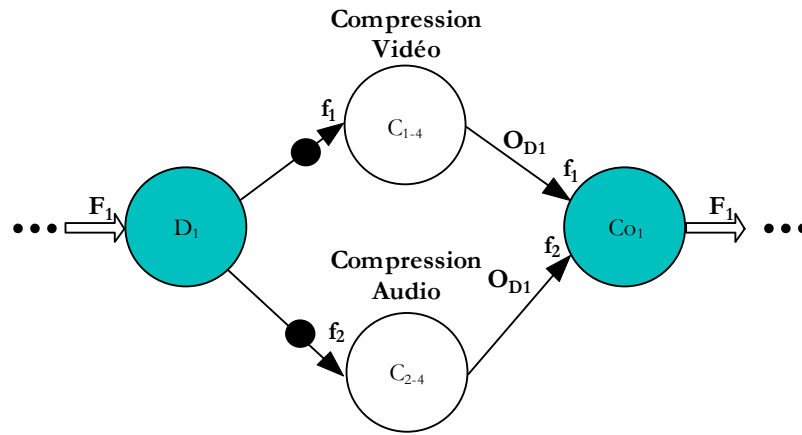 Compression
Vidéo
f1
C1-4
OD1
f1
F1
D1
Co1
F1
f2
Compression
Audio
OD1
f2
C2-4